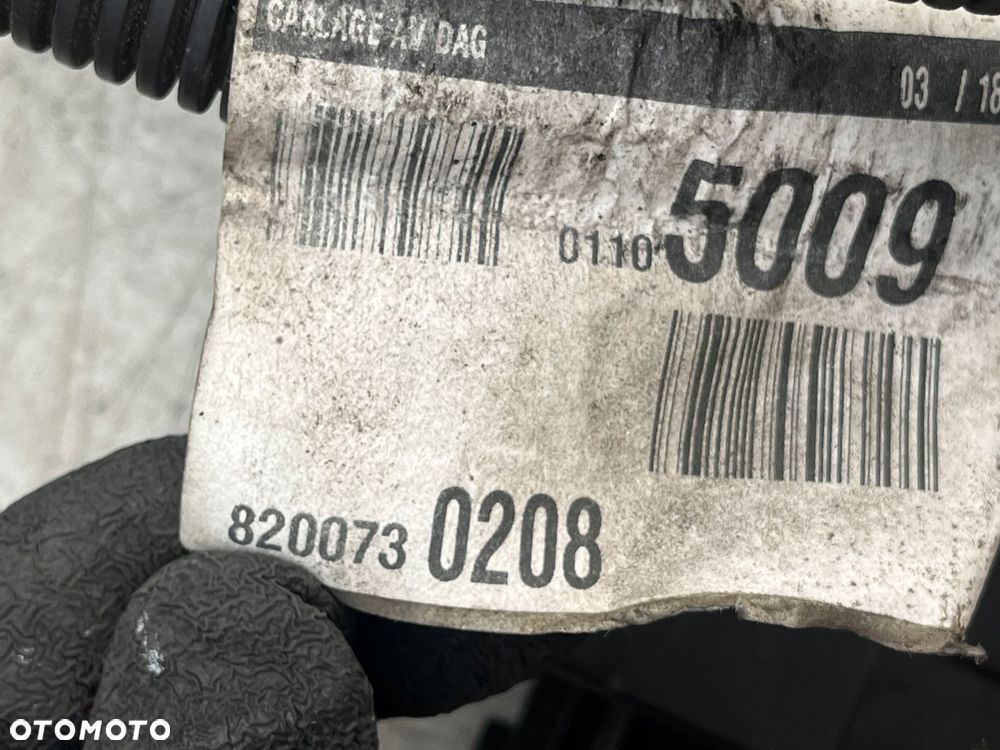 CABLAGE AV DAG
03 / 18
0110 5009
820073 0208
OTOMOTO